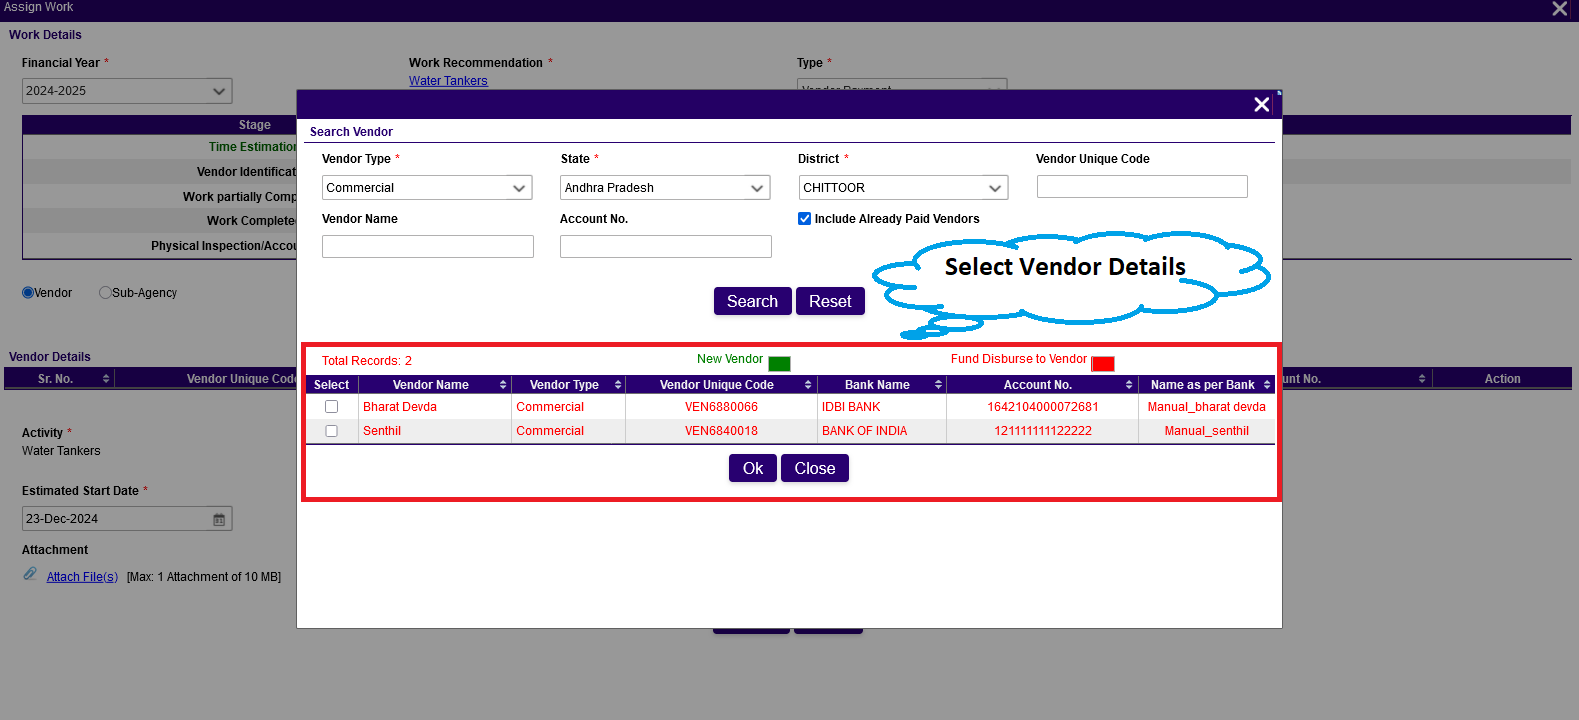 Assign Work
Work Details
Financial Year * Work Recommendation * Type *
2024-2025 Water Tankers
Stage
Time Estimation
Vendor Identificat
Work partially Comp
Work Complete
Physical Inspection/Accou
Vendor Sub-Agency
Vendor Details
Sr. No. Vendor Unique Code unt No. Action
Activity *
Water Tankers
Estimated Start Date *
23-Dec-2024
Attachment
Attach File(s) [Max: 1 Attachment of 10 MB]
Search Vendor
Vendor Type * State * District * Vendor Unique Code
Commercial Andhra Pradesh CHITTOOR
Vendor Name Account No. Include Already Paid Vendors
Select Vendor Details
Search Reset
Total Records: 2 New Vendor Fund Disburse to Vendor
Select Vendor Name Vendor Type Vendor Unique Code Bank Name Account No. Name as per Bank
Bharat Devda Commercial VEN6880066 IDBI BANK 1642104000072681 Manual_bharat devda
Senthil Commercial VEN6840018 BANK OF INDIA 121111111122222 Manual_senthil
Ok Close